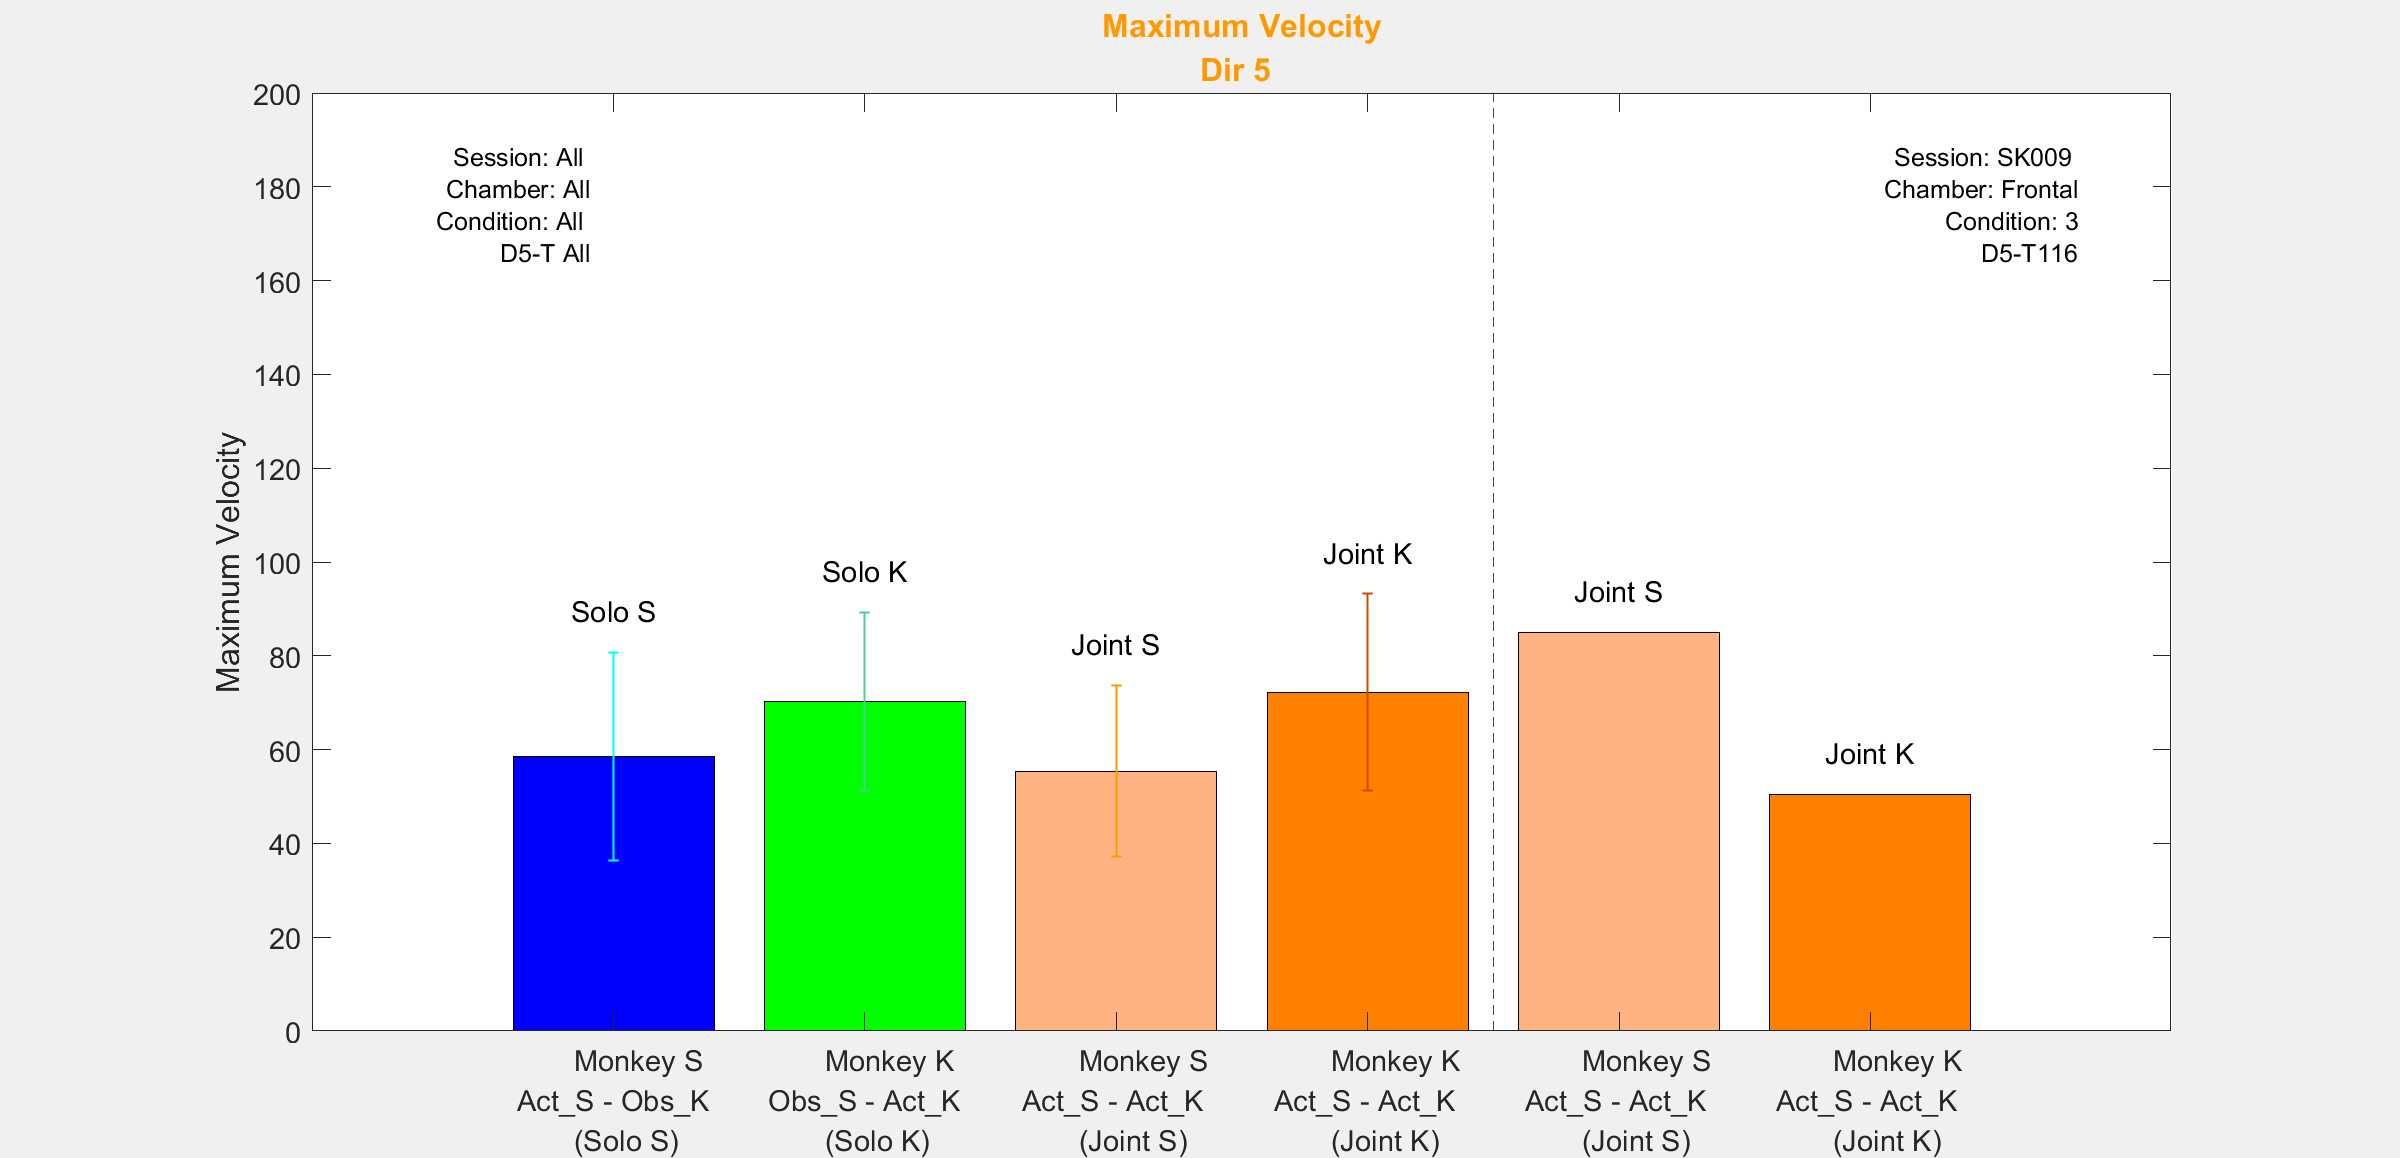 Maximum Velocity
Dir 5
Maximum Velocity
200
180
160
140
120
100
80
60
40
20
0
Session: All
Chamber: All
Condition: All
D5-T All
Session: SK009
Chamber: Frontal
Condition: 3
D5-T116
Solo S
Solo K
Joint S
Joint K
Joint S
Joint K
Monkey S
Act_S - Obs_K
(Solo S)
Monkey K
Obs_S - Act_K
(Solo K)
Monkey S
Act_S - Act_K
(Joint S)
Monkey K
Act_S - Act_K
(Joint K)
Monkey S
Act_S - Act_K
(Joint S)
Monkey K
Act_S - Act_K
(Joint K)